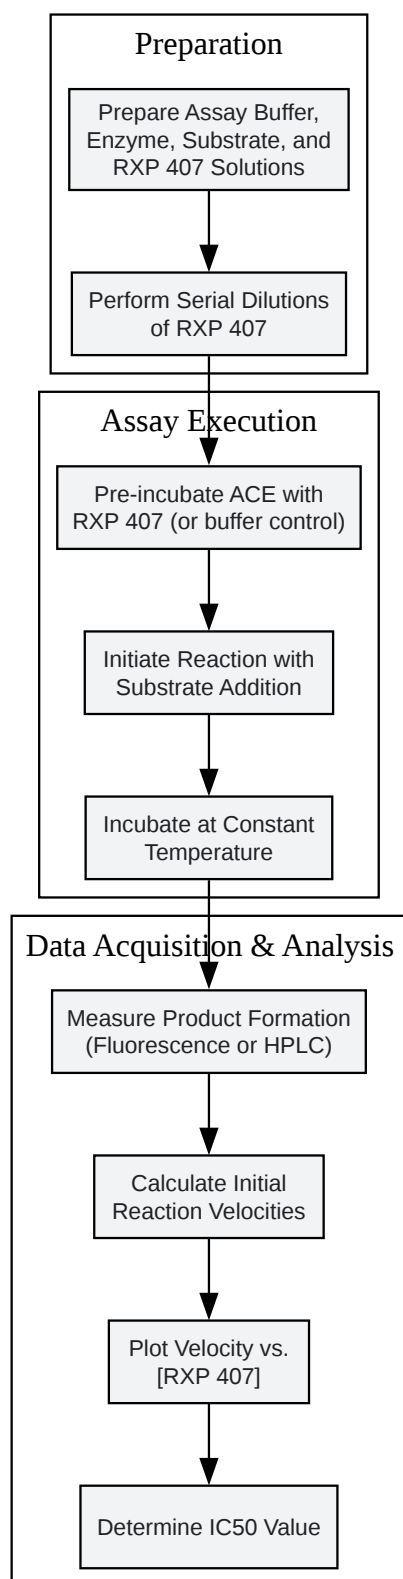 Preparation
Prepare Assay Buffer,
Enzyme, Substrate, and
RXP 407 Solutions
Perform Serial Dilutions
of RXP 407
Assay Execution
Pre-incubate ACE with
RXP 407 (or buffer control)
Initiate Reaction with
Substrate Addition
Incubate at Constant
Temperature
Data Acquisition & Analysis
Measure Product Formation
(Fluorescence or HPLC)
Calculate Initial
Reaction Velocities
Plot Velocity vs.
[RXP 407]
Determine IC50 Value